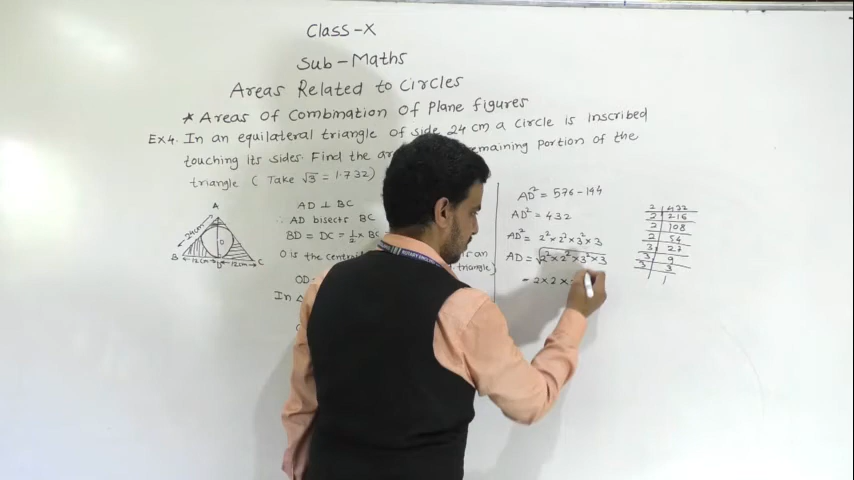 Class-X
Sub-Maths
Areas Related to Circles
* Areas of Combination of Plane figures
EX4. In an equilateral triangle of side 24 cm a circle is inscribed
touching its sides. Find the remaining portion of the
triangle ( Take √3 = 1.732)
A
24cm
O
B
12cm
D
12cm
C
AD ⊥ BC
∴ AD bisects BC
BD = DC = 1/2 × BC
O is the is an
triangle)
OD
In
AD² = 576-144
AD² = 432
AD² = 2²×2²×3²×3
AD = √2²×2²×3²×3
= 2×2×
2 432
2 216
2 108
2 54
3 27
3 9
3 3
1